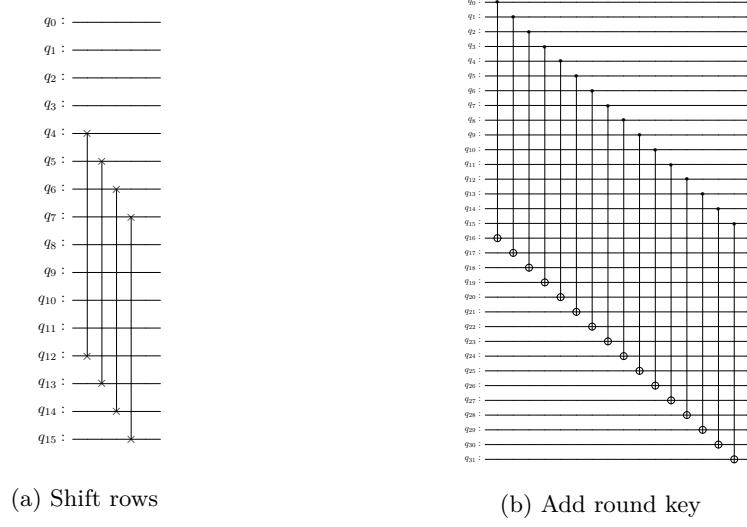 q0 :
q1 :
q2 :
q3 :
q4 :
q5 :
q6 :
q7 :
q8 :
q9 :
q10 :
q11 :
q12 :
q13 :
q14 :
q15 :
(a) Shift rows
q0 :
q1 :
q2 :
q3 :
q4 :
q5 :
q6 :
q7 :
q8 :
q9 :
q10 :
q11 :
q12 :
q13 :
q14 :
q15 :
q16 :
q17 :
q18 :
q19 :
q20 :
q21 :
q22 :
q23 :
q24 :
q25 :
q26 :
q27 :
q28 :
q29 :
q30 :
q31 :
(b) Add round key